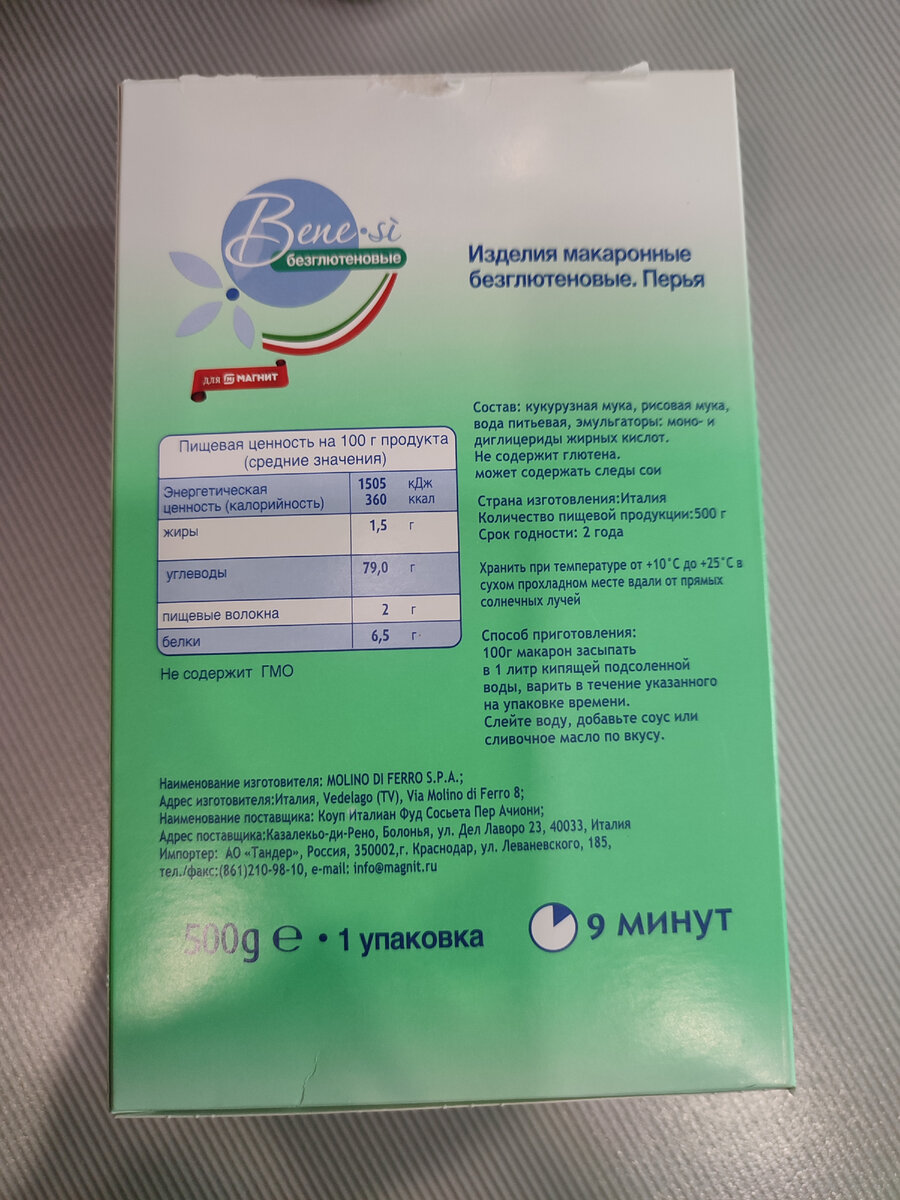 Bene·sì
безглютеновые
для М МАГНИТ
Изделия макаронные
безглютеновые. Перья
Пищевая ценность на 100 г продукта
(средние значения)
Энергетическая 1505 кДж
ценность (калорийность) 360 ккал
жиры 1,5 г
углеводы 79,0 г
пищевые волокна 2 г
белки 6,5 г
Не содержит ГМО
Состав: кукурузная мука, рисовая мука,
вода питьевая, эмульгаторы: моно- и
диглицериды жирных кислот.
Не содержит глютена.
может содержать следы сои
Страна изготовления:Италия
Количество пищевой продукции:500 г
Срок годности: 2 года
Хранить при температуре от +10˚С до +25˚С в
сухом прохладном месте вдали от прямых
солнечных лучей
Способ приготовления:
100г макарон засыпать
в 1 литр кипящей подсоленной
воды, варить в течение указанного
на упаковке времени.
Слейте воду, добавьте соус или
сливочное масло по вкусу.
Наименование изготовителя: MOLINO DI FERRO S.P.A.;
Адрес изготовителя:Италия, Vedelago (TV), Via Molino di Ferro 8;
Наименование поставщика: Коуп Италиан Фуд Сосьета Пер Ачиони;
Адрес поставщика:Казалекьо-ди-Рено, Болонья, ул. Дел Лаворо 23, 40033, Италия
Импортер: АО «Тандер», Россия, 350002,г. Краснодар, ул. Леваневского, 185,
тел./факс:(861)210-98-10, e-mail: info@magnit.ru
500g e • 1 упаковка
9 минут